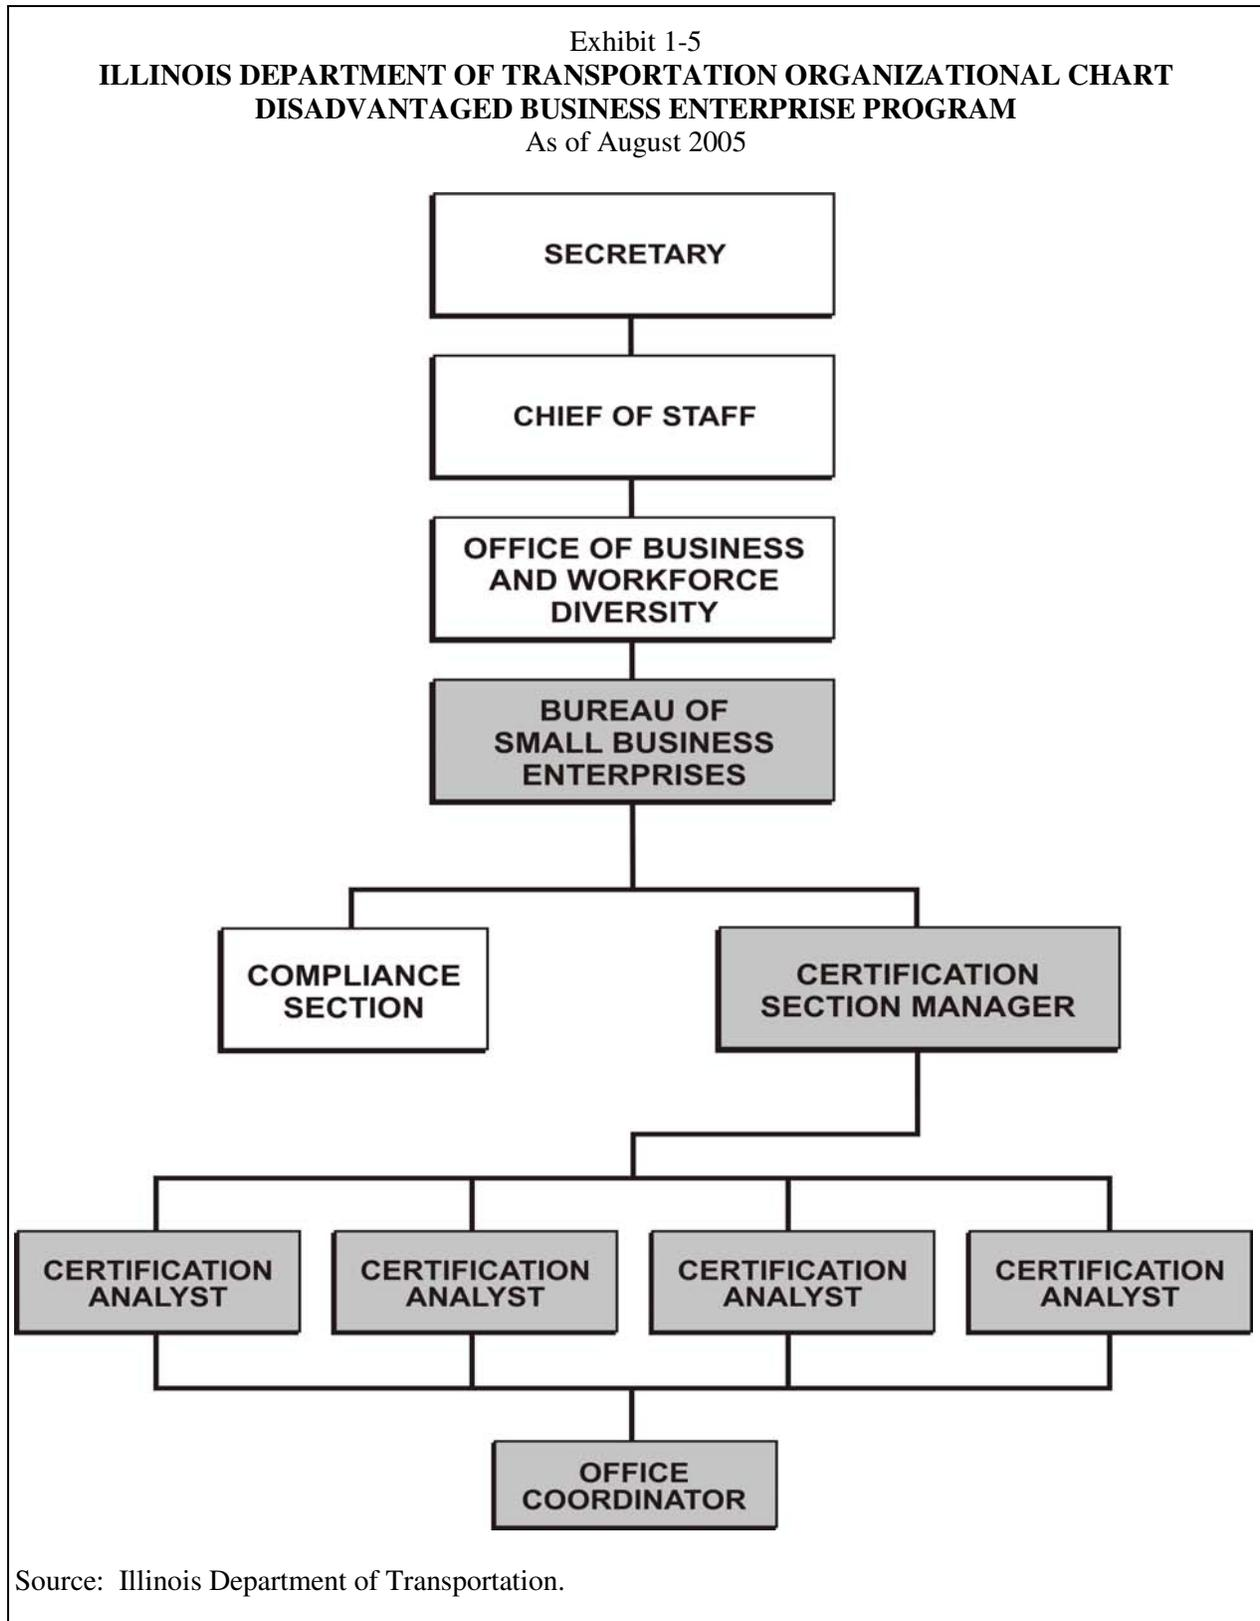 Exhibit 1-5
ILLINOIS DEPARTMENT OF TRANSPORTATION ORGANIZATIONAL CHART
DISADVANTAGED BUSINESS ENTERPRISE PROGRAM
As of August 2005
SECRETARY
CHIEF OF STAFF
OFFICE OF BUSINESS
AND WORKFORCE
DIVERSITY
BUREAU OF
SMALL BUSINESS
ENTERPRISES
COMPLIANCE
SECTION
CERTIFICATION
SECTION MANAGER
CERTIFICATION
ANALYST
CERTIFICATION
ANALYST
CERTIFICATION
ANALYST
CERTIFICATION
ANALYST
OFFICE
COORDINATOR
Source: Illinois Department of Transportation.